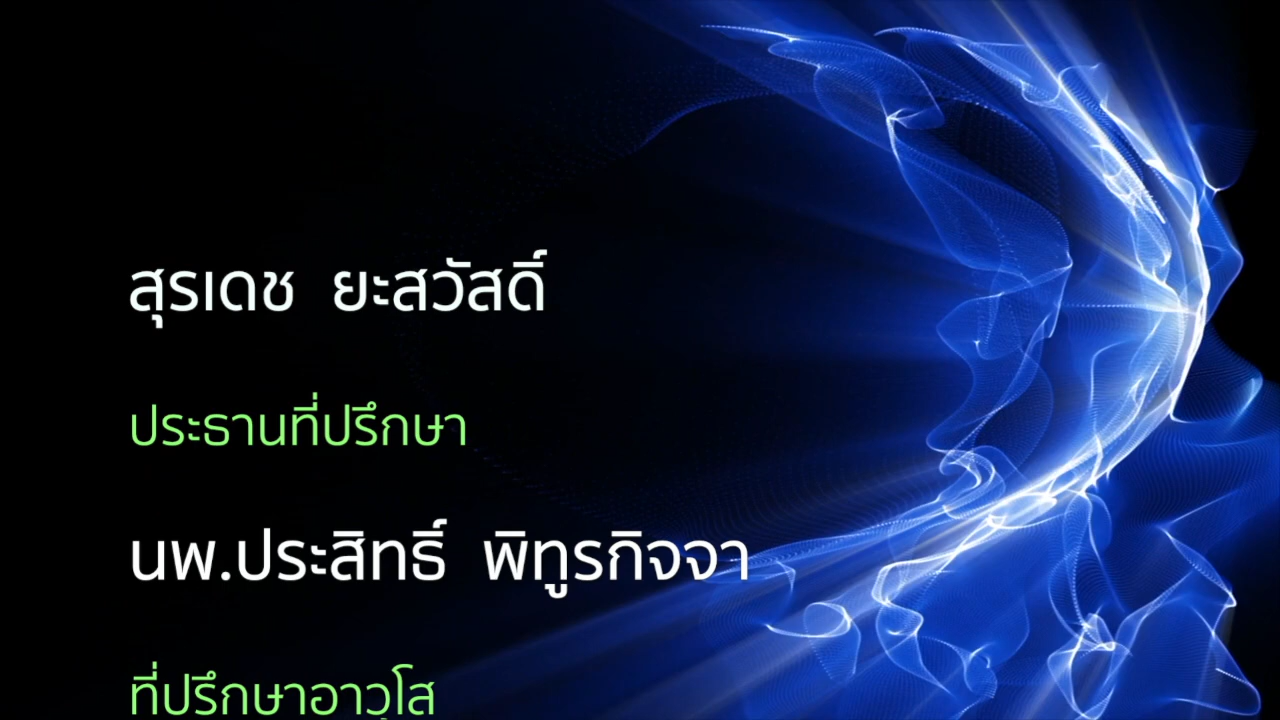 สุรเดช ยะสวัสดิ์
ประธานที่ปรึกษา
นพ.ประสิทธิ์ พิทูรกิจจา
ที่ปรึกษาอาวุโส